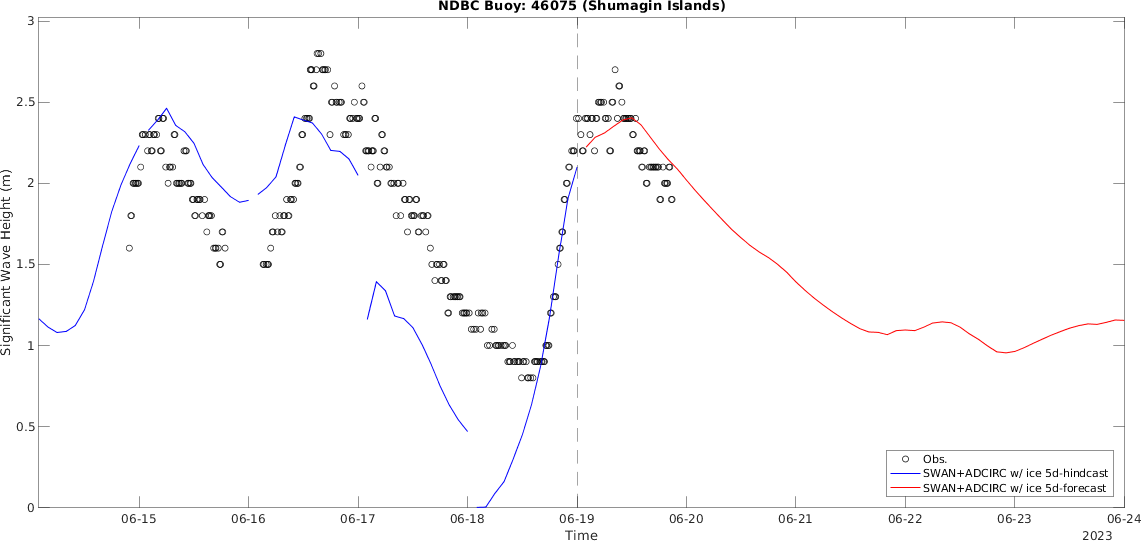 NDBC Buoy: 46075 (Shumagin Islands)
Significant Wave Height (m)
3
2.5
2
1.5
1
0.5
0
Obs.
SWAN+ADCIRC w/ ice 5d-hindcast
SWAN+ADCIRC w/ ice 5d-forecast
06-15 06-16 06-17 06-18 06-19 06-20 06-21 06-22 06-23 06-24
Time
2023